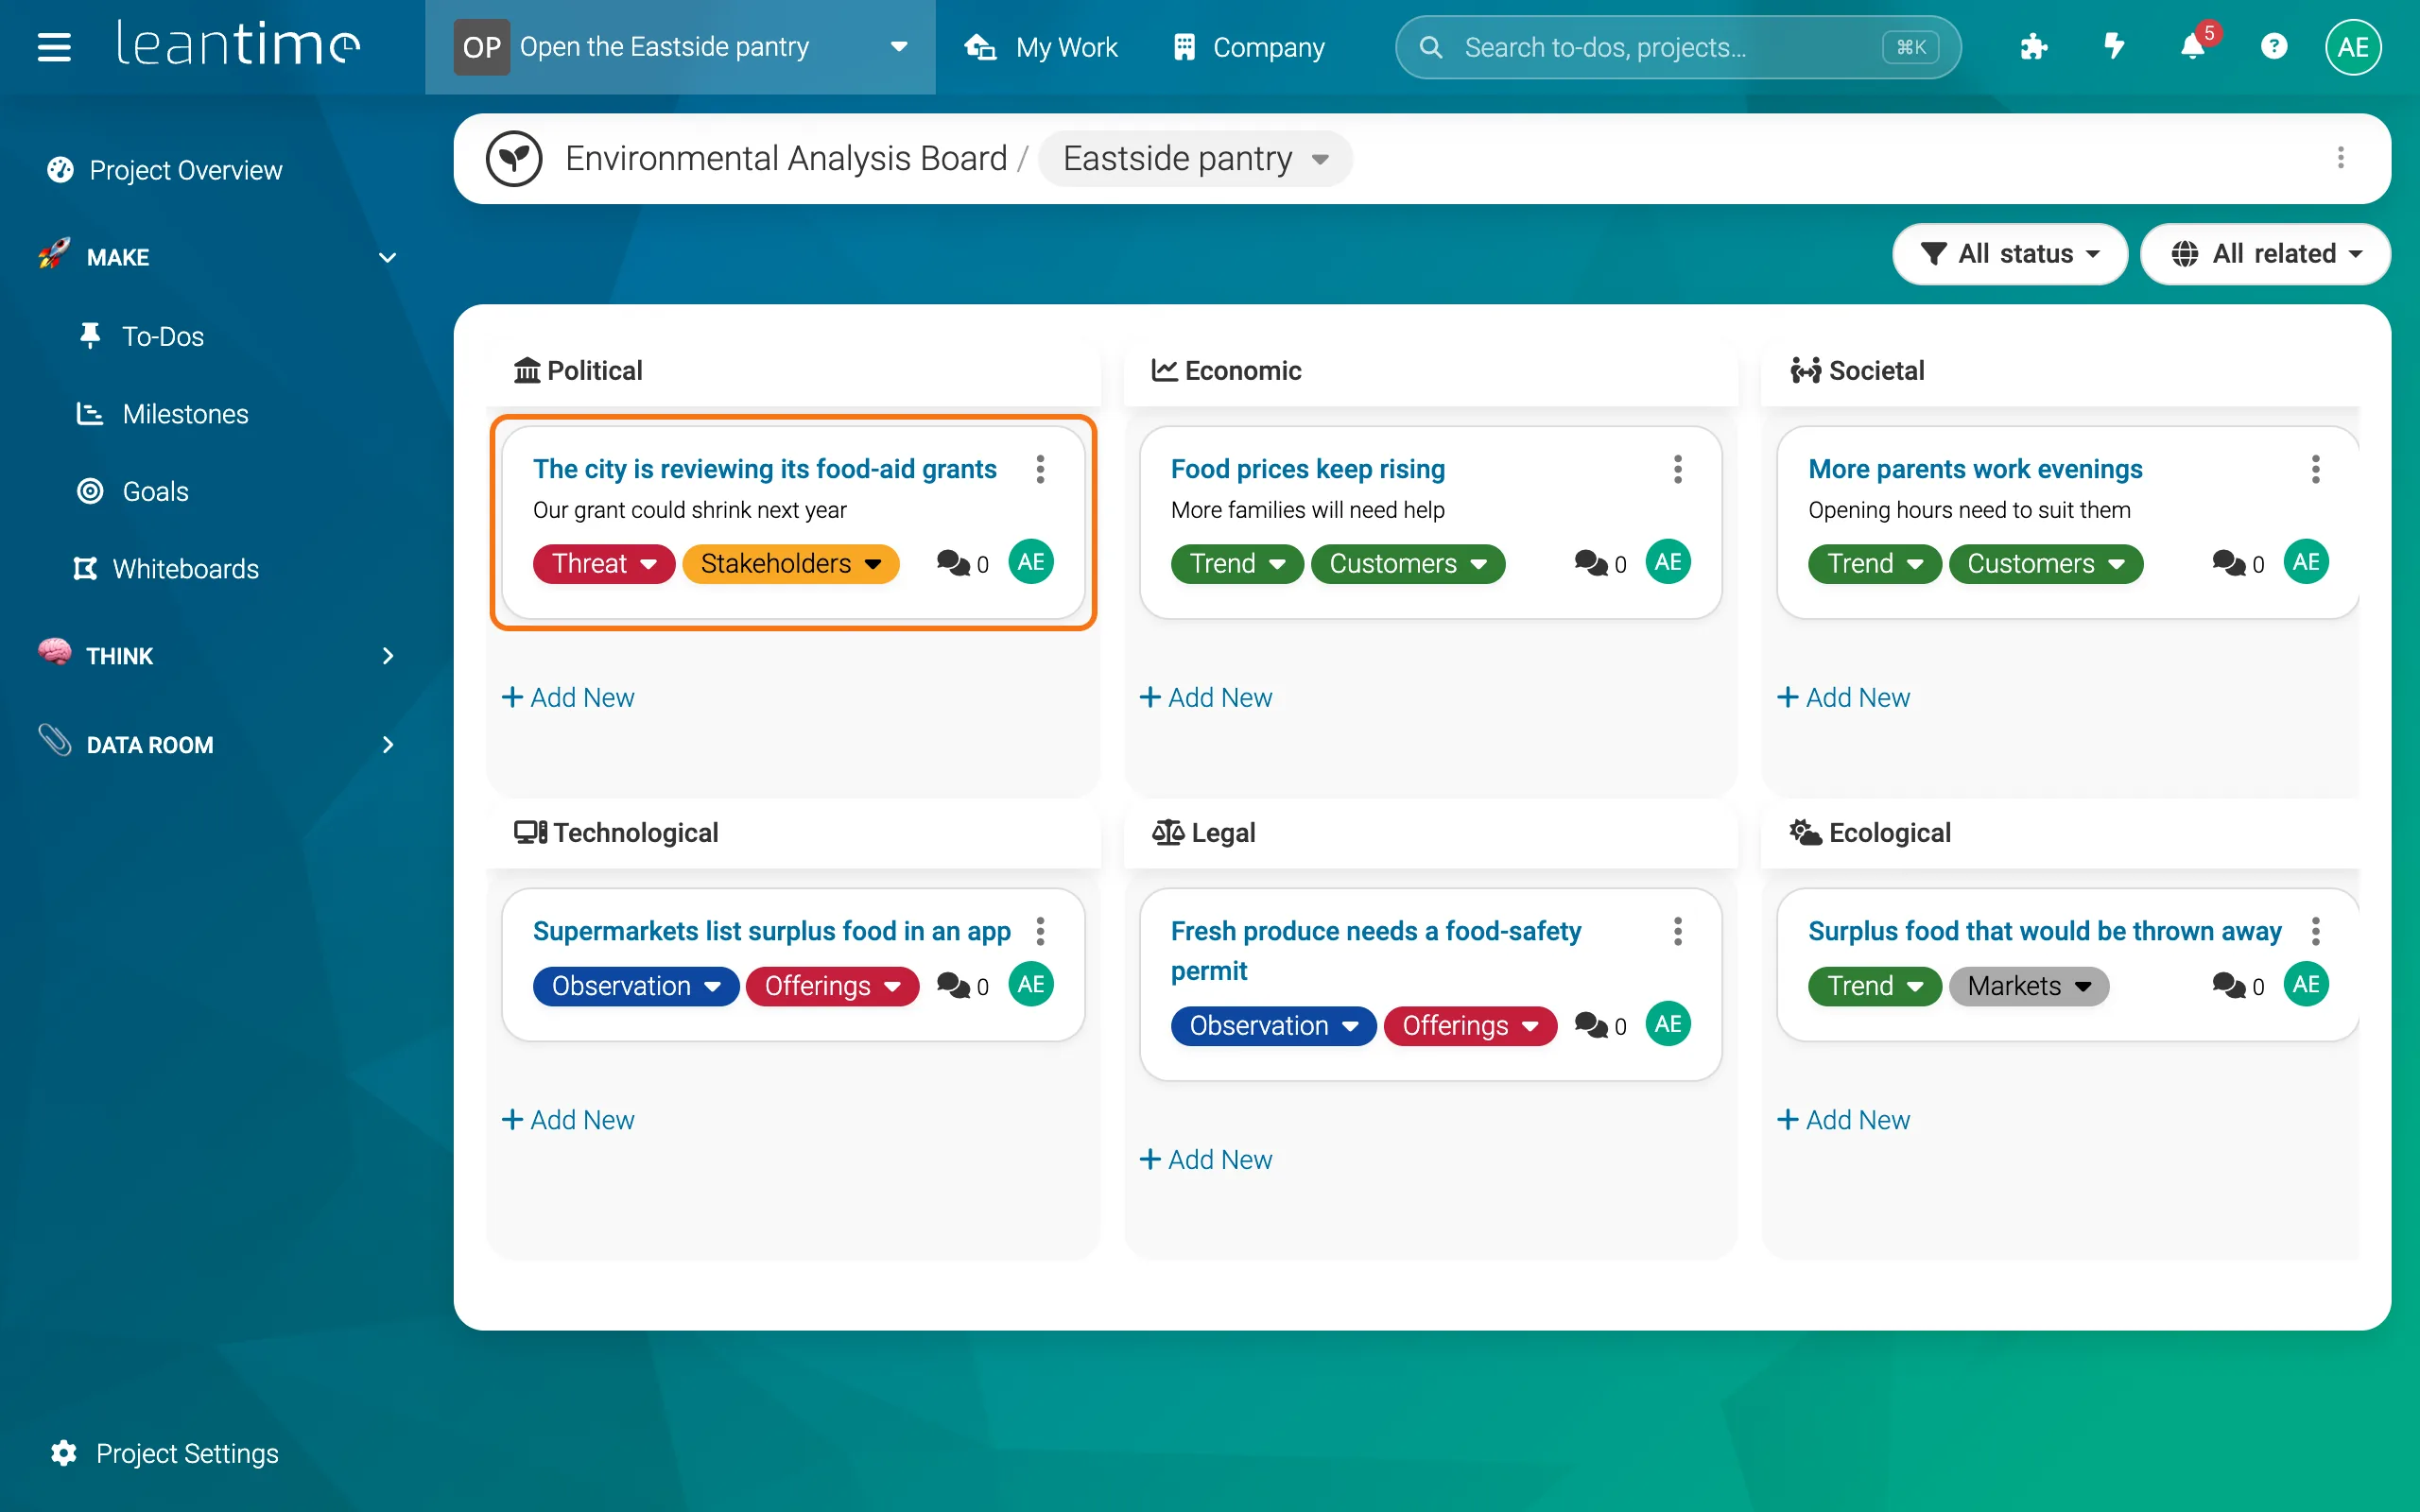 leantime
OP Open the Eastside pantry
My Work
Company
Search to-dos, projects...
⌘K
5
?
AE
Project Overview
MAKE
To-Dos
Milestones
Goals
Whiteboards
THINK
DATA ROOM
Project Settings
Environmental Analysis Board / Eastside pantry
All status
All related
Political
The city is reviewing its food-aid grants
Our grant could shrink next year
Threat Stakeholders 0 AE
+ Add New
Economic
Food prices keep rising
More families will need help
Trend Customers 0 AE
+ Add New
Societal
More parents work evenings
Opening hours need to suit them
Trend Customers 0 AE
+ Add New
Technological
Supermarkets list surplus food in an app
Observation Offerings 0 AE
+ Add New
Legal
Fresh produce needs a food-safety
permit
Observation Offerings 0 AE
+ Add New
Ecological
Surplus food that would be thrown away
Trend Markets 0 AE
+ Add New